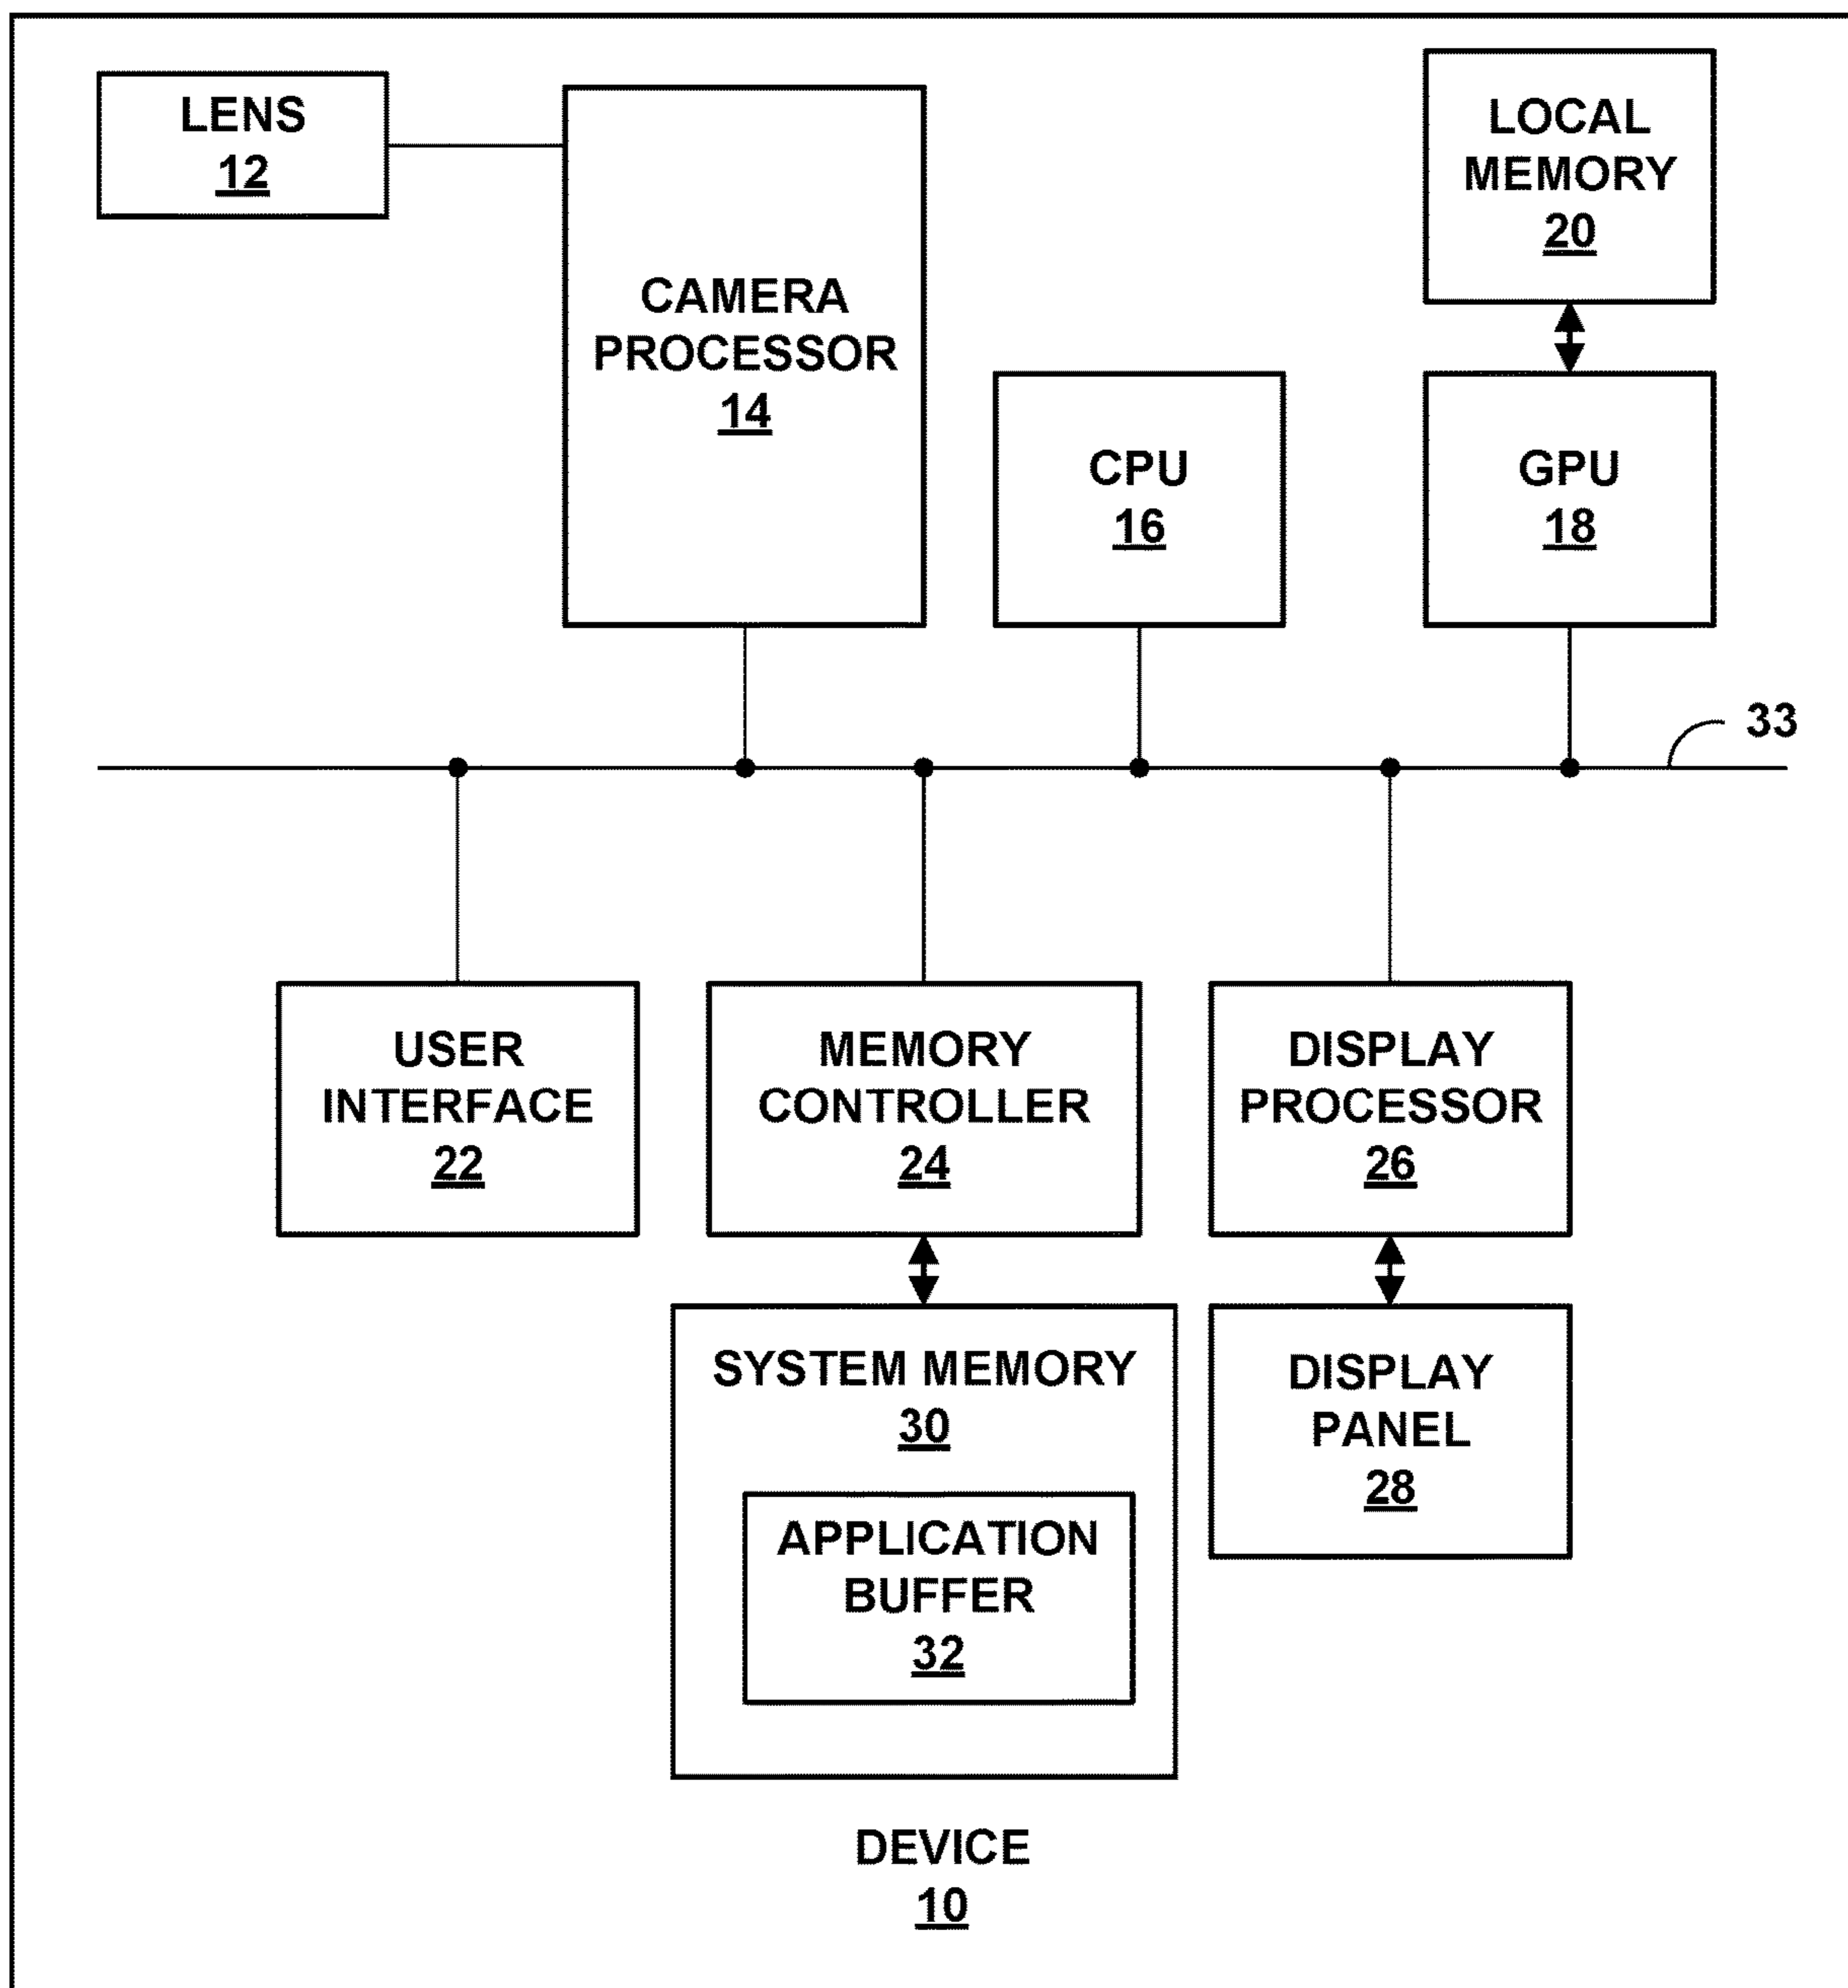 LENS
12
CAMERA
PROCESSOR
14
LOCAL
MEMORY
20
CPU
16
GPU
18
33
USER
INTERFACE
22
MEMORY
CONTROLLER
24
DISPLAY
PROCESSOR
26
SYSTEM MEMORY
30
APPLICATION
BUFFER
32
DISPLAY
PANEL
28
DEVICE
10